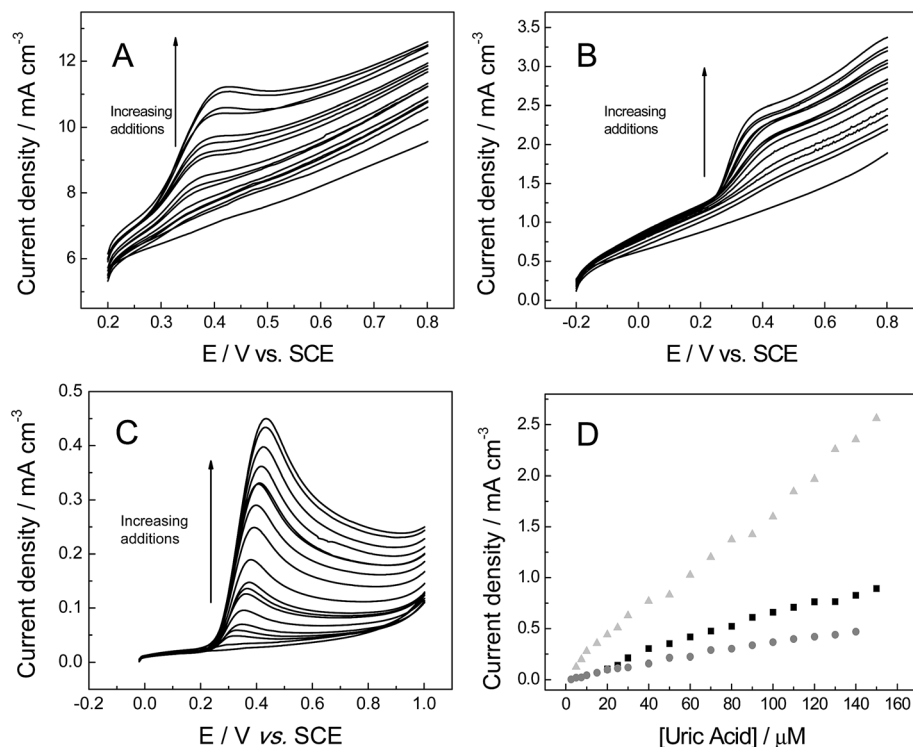 A
Increasing
additions
Current density / mA cm-3
12
10
8
6
0.2 0.3 0.4 0.5 0.6 0.7 0.8
E / V vs. SCE
B
Increasing
additions
Current density / mA cm-3
3.5
3.0
2.5
2.0
1.5
1.0
0.5
0.0
-0.2 0.0 0.2 0.4 0.6 0.8
E / V vs. SCE
C
Increasing
additions
Current density / mA cm-3
0.5
0.4
0.3
0.2
0.1
0.0
-0.2 0.0 0.2 0.4 0.6 0.8 1.0
E / V vs. SCE
D
Current density / mA cm-3
2.5
2.0
1.5
1.0
0.5
0.0
0 20 40 60 80 100 120 140 160
[Uric Acid] / μM